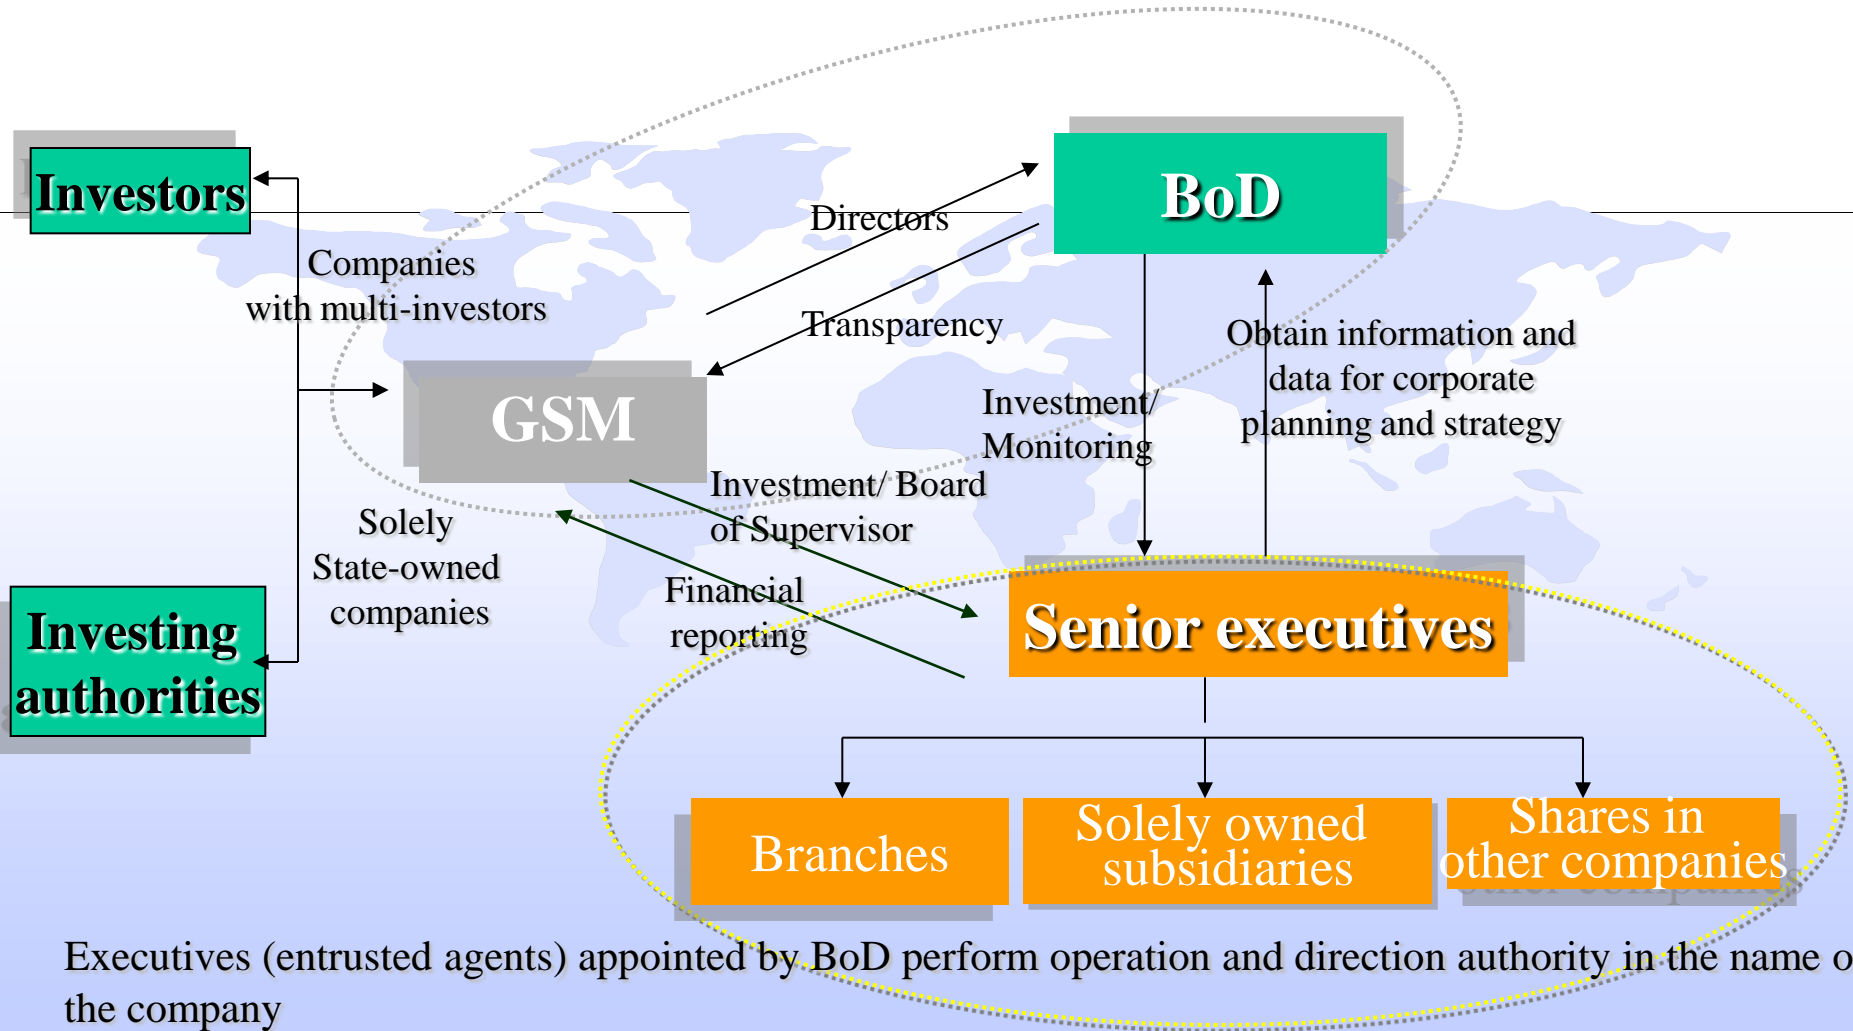 Investors
BoD
Directors
Companies
with multi-investors
Transparency
Obtain information and
data for corporate
planning and strategy
GSM
Investment/
Monitoring
Investment/ Board
of Supervisor
Solely
State-owned
companies
Financial
reporting
Investing
authorities
Senior executives
Branches
Solely owned
subsidiaries
Shares in
other companies
Executives (entrusted agents) appointed by BoD perform operation and direction authority in the name o
the company